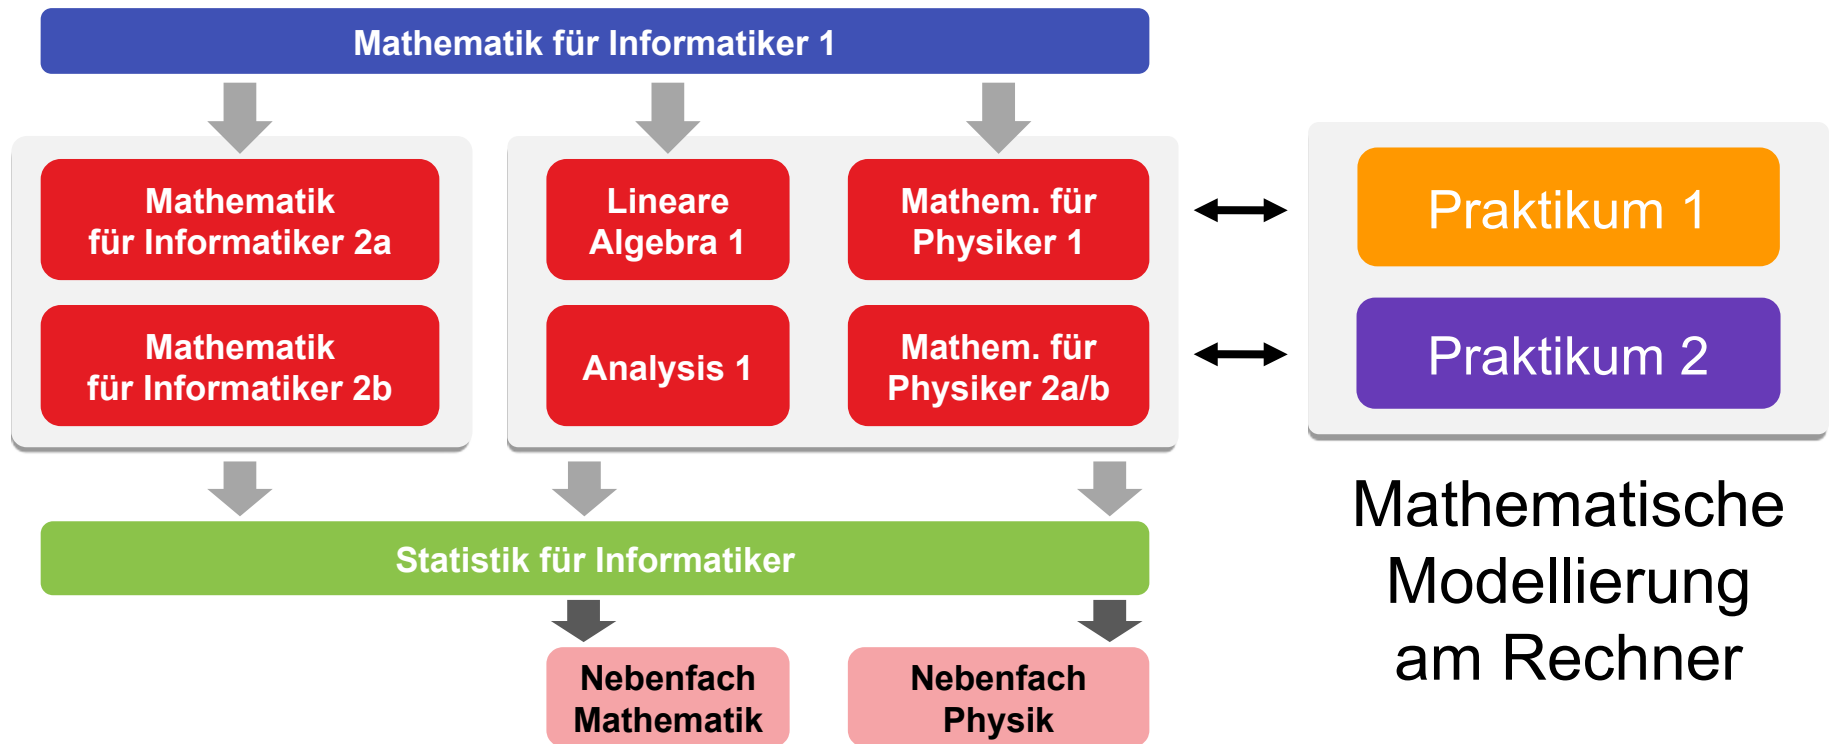 Mathematik für Informatiker 1
Mathematik
für Informatiker 2a
Lineare
Algebra 1
Mathem. für
Physiker 1
Praktikum 1
Mathematik
für Informatiker 2b
Analysis 1
Mathem. für
Physiker 2a/b
Praktikum 2
Statistik für Informatiker
Nebenfach
Mathematik
Nebenfach
Physik
Mathematische
Modellierung
am Rechner